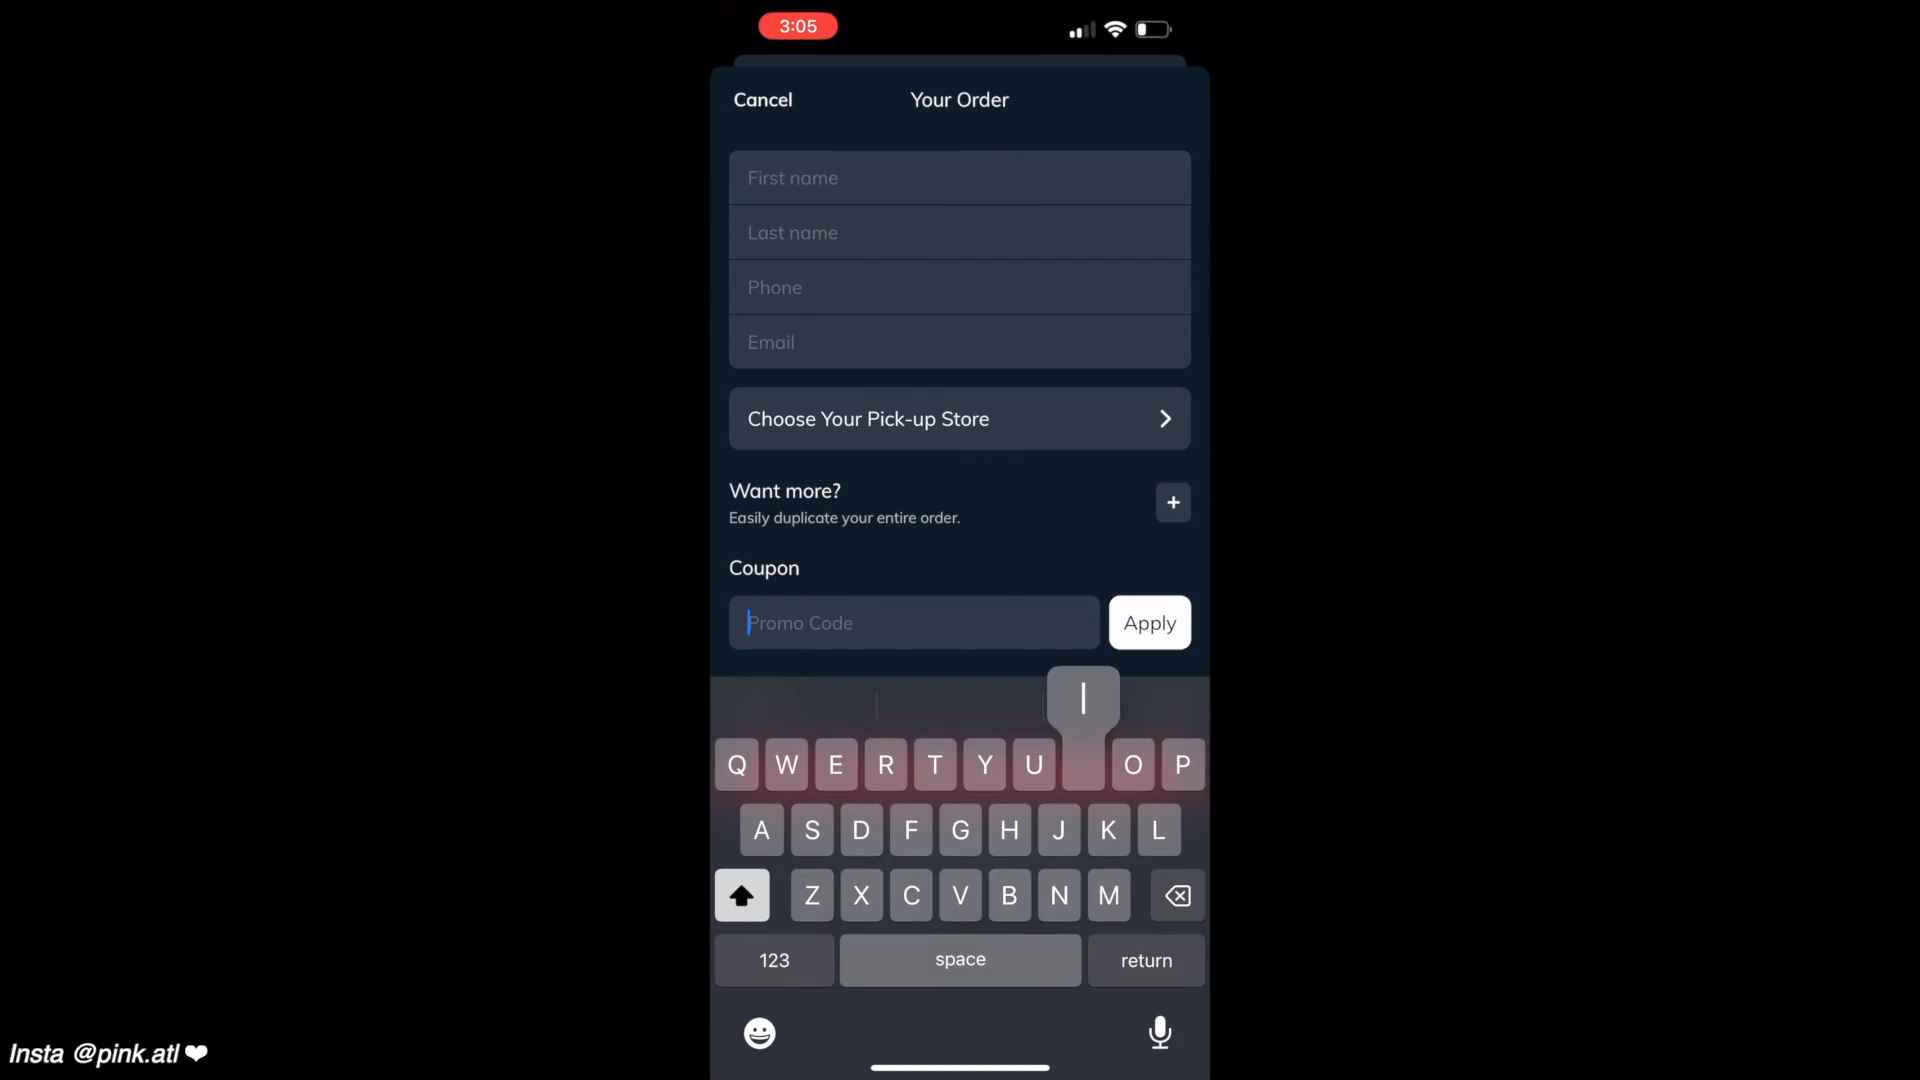 3:05
Cancel
Your Order
First name
Last name
Phone
Email
Choose Your Pick-up Store
Want more?
+
Easily duplicate your entire order.
Coupon
Promo Code
Apply
I
Q W E R T Y U O P
A S D F G H J K L
Z X C V B N M
123
space
return
Insta @pink.atl ❤